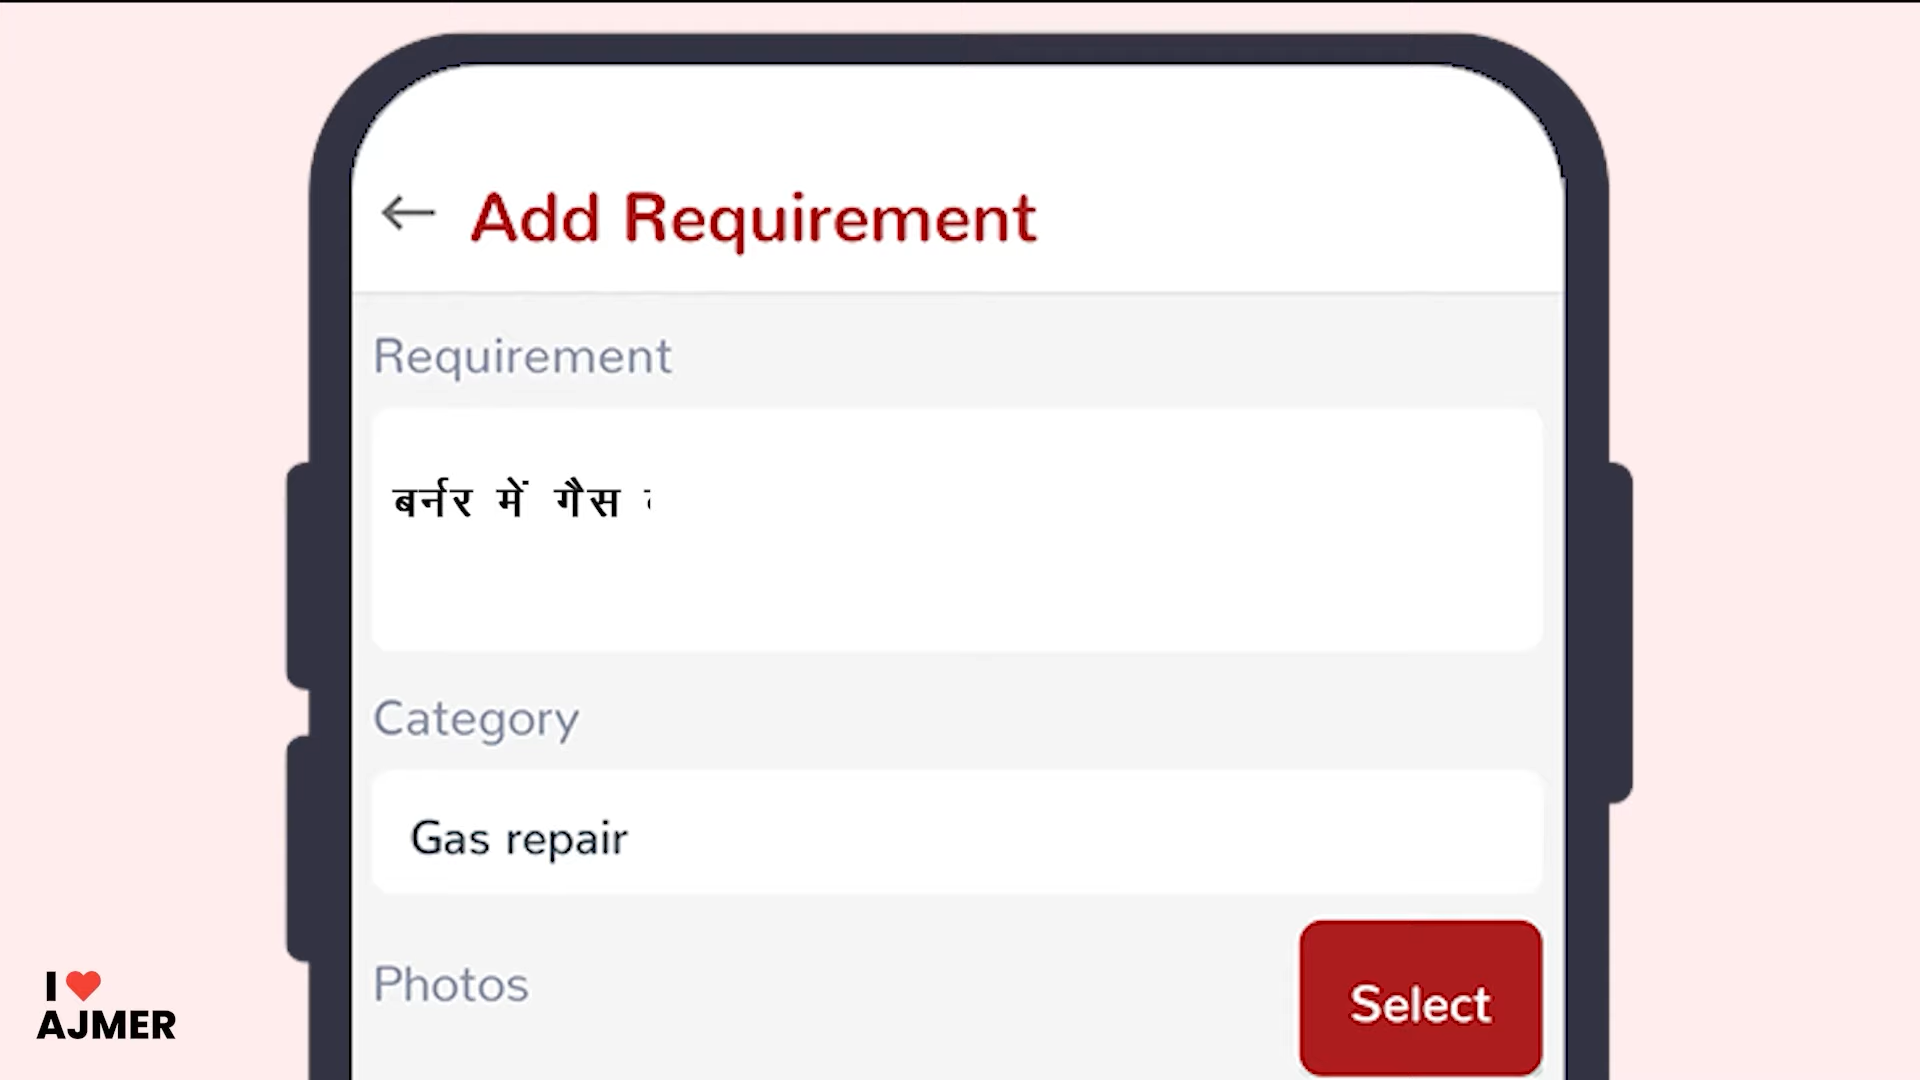 Add Requirement
Requirement
बर्नर में गैस
Category
Gas repair
Photos
Select
I ❤
AJMER